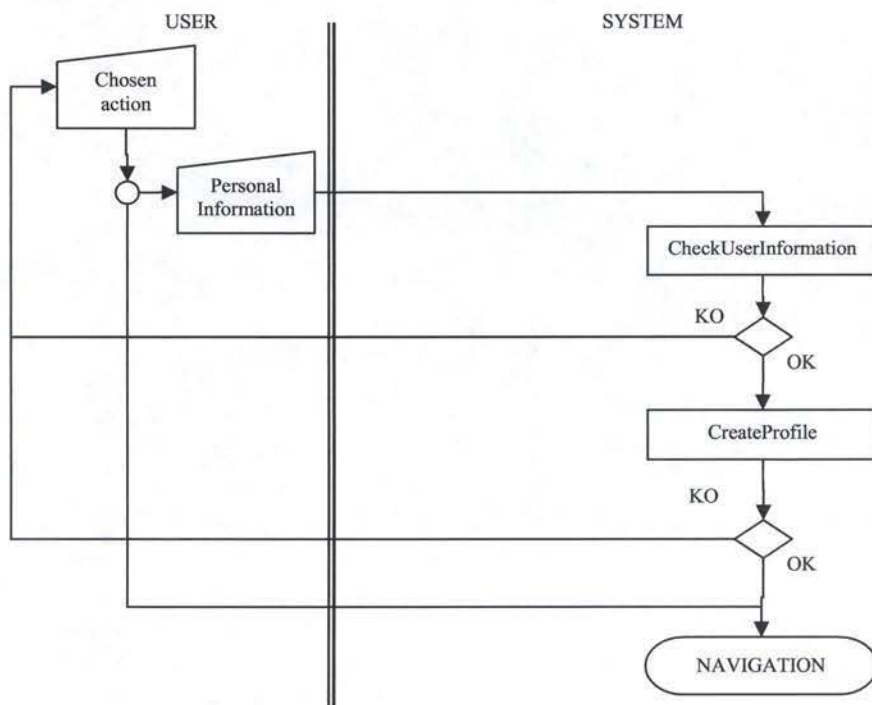 USER
SYSTEM
Chosen
action
Personal
Information
CheckUserInformation
KO
OK
CreateProfile
KO
OK
NAVIGATION